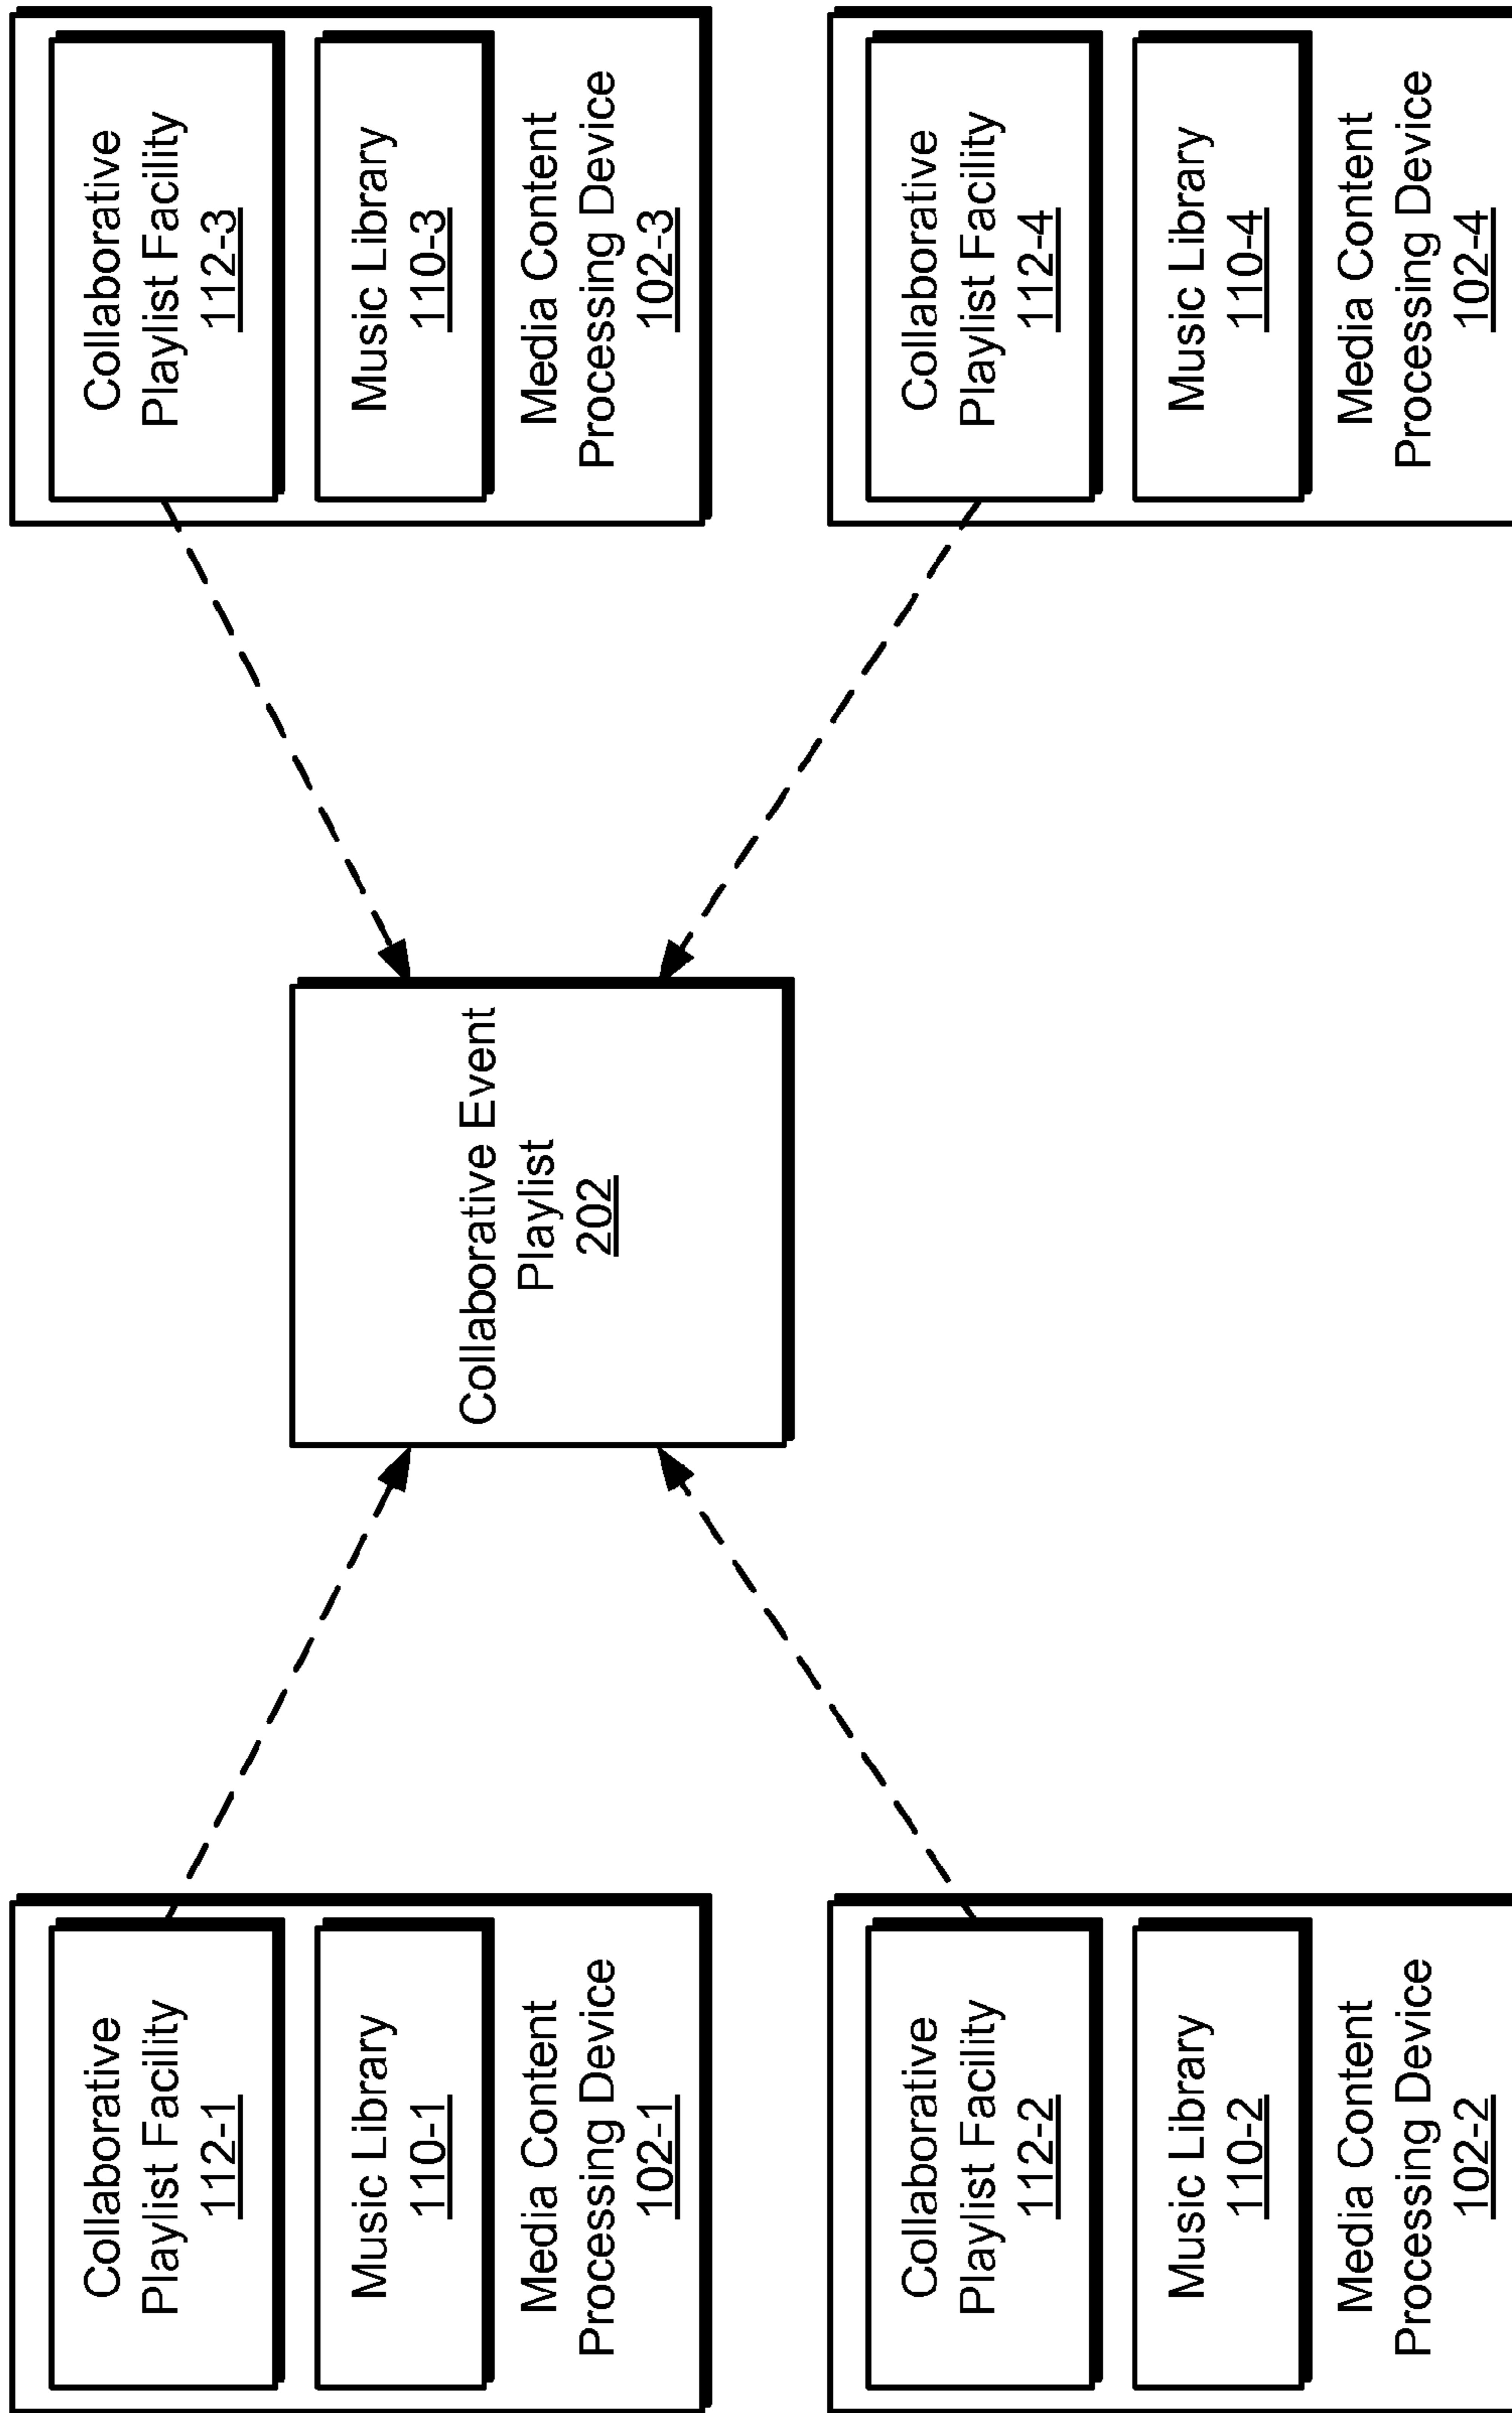 Collaborative
Playlist Facility
112-1
Music Library
110-1
Media Content
Processing Device
102-1
Collaborative
Playlist Facility
112-2
Music Library
110-2
Media Content
Processing Device
102-2
Collaborative Event
Playlist
202
Collaborative
Playlist Facility
112-3
Music Library
110-3
Media Content
Processing Device
102-3
Collaborative
Playlist Facility
112-4
Music Library
110-4
Media Content
Processing Device
102-4